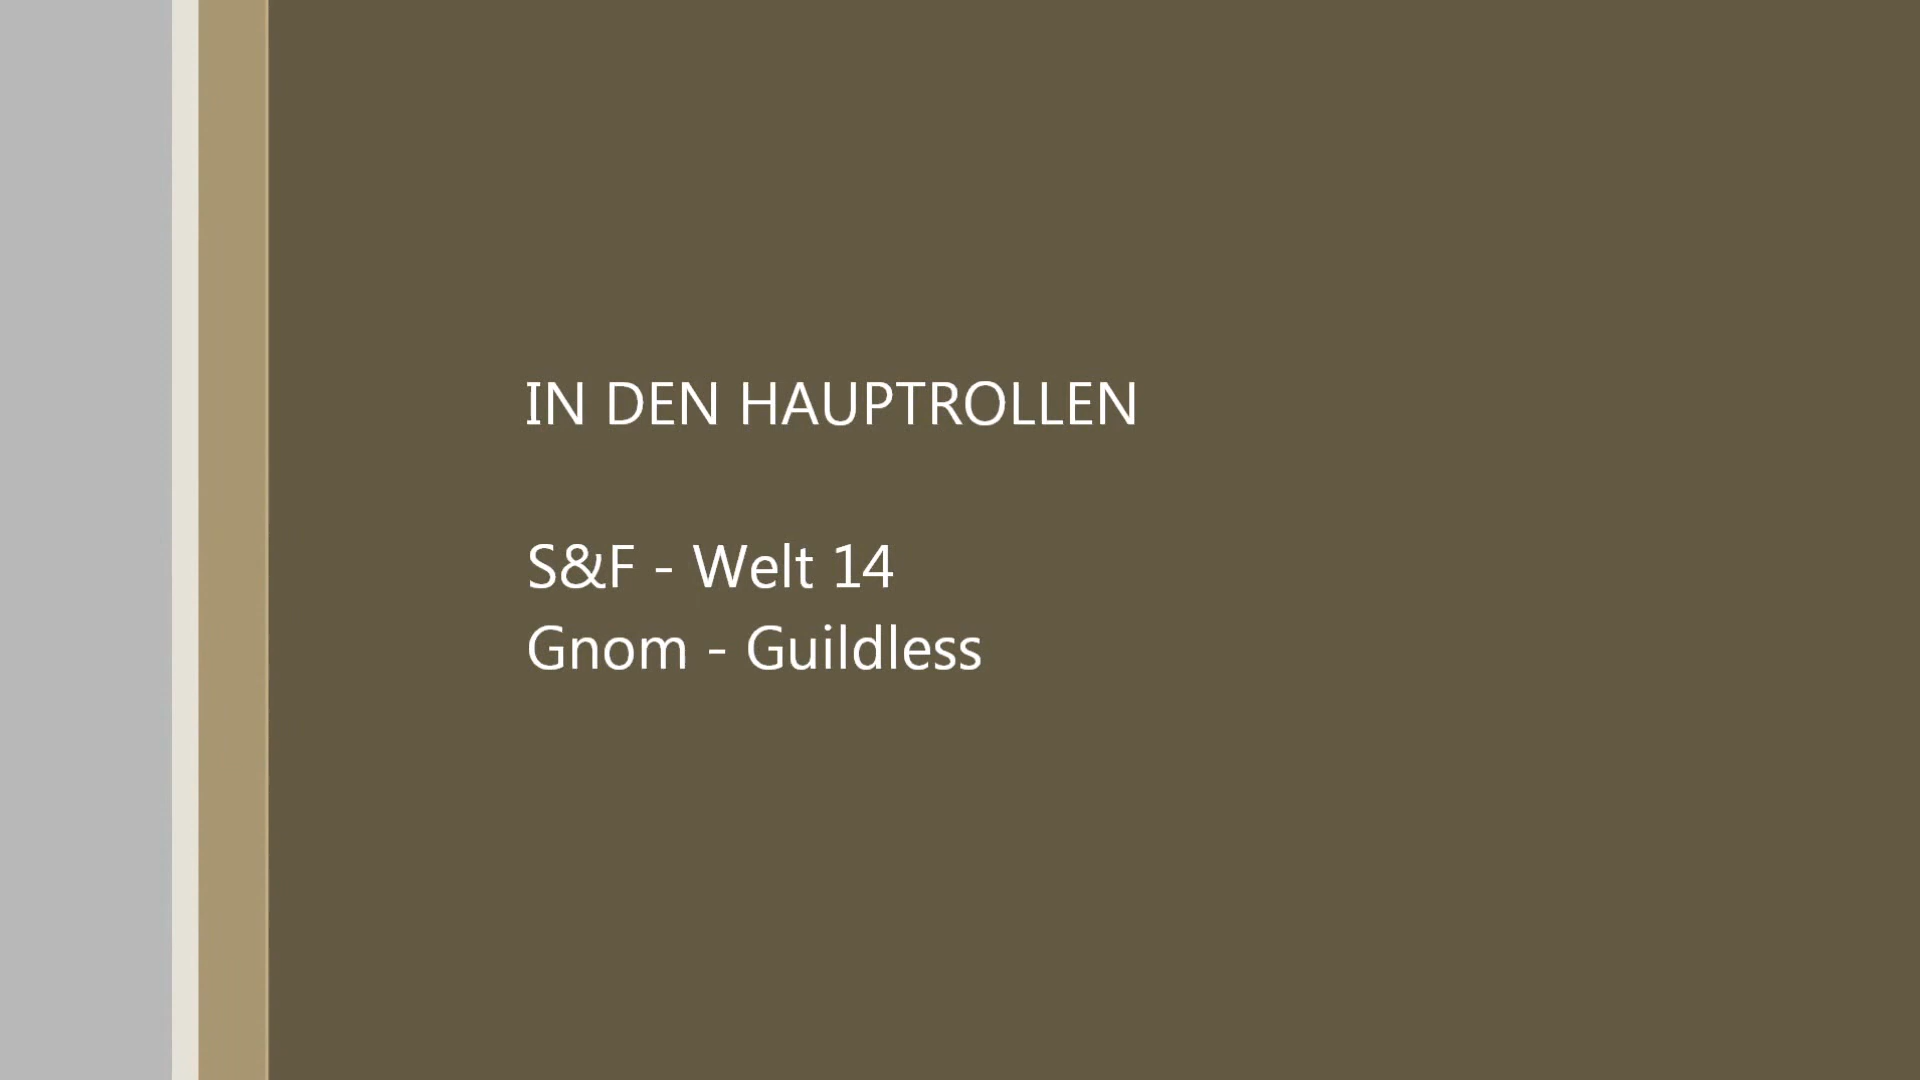 IN DEN HAUPTROLLEN
S&F - Welt 14
Gnom - Guildless